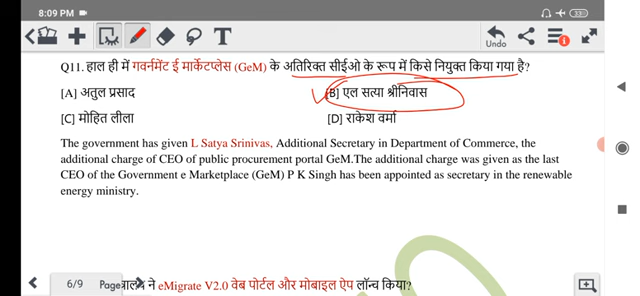 8:09 PM
T
Undo
Q11. हाल ही में गवर्नमेंट ई मार्केटप्लेस (GeM) के अतिरिक्त सीईओ के रूप में किसे नियुक्त किया गया है?
[A] अतुल प्रसाद
[B] एल सत्या श्रीनिवास
[C] मोहित लीला
[D] राकेश वर्मा
The government has given L Satya Srinivas, Additional Secretary in Department of Commerce, the
additional charge of CEO of public procurement portal GeM.The additional charge was given as the last
CEO of the Government e Marketplace (GeM) P K Singh has been appointed as secretary in the renewable
energy ministry.
6/9 Page
ने eMigrate V2.0 वेब पोर्टल और मोबाइल ऐप लॉन्च किया?